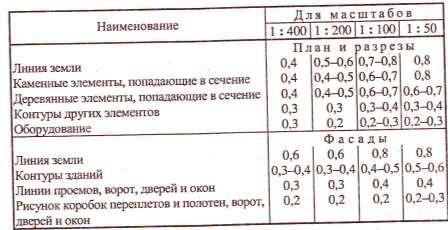 Наименование
Для масштабов
1 : 400 1 : 200 1 : 100 1 : 50
План и разрезы
Линия земли 0,4 0,5–0,6 0,7–0,8 0,8
Каменные элементы, попадающие в сечение 0,4 0,4–0,5 0,6–0,7 0,8
Деревянные элементы, попадающие в сечение 0,4 0,4–0,5 0,6–0,7 0,6–0,7
Контуры других элементов 0,3 0,3 0,3–0,4 0,3–0,4
Оборудование 0,3 0,2 0,2–0,3 0,2–0,3
Фасады
Линия земли 0,6 0,6 0,8 0,8
Контуры зданий 0,3–0,4 0,3–0,4 0,4–0,5 0,5–0,6
Линии проемов, ворот, дверей и окон 0,3 0,3 0,4 0,4
Рисунок коробок переплетов и полотен, ворот, 0,2 0,2 0,2 0,2–0,3
дверей и окон